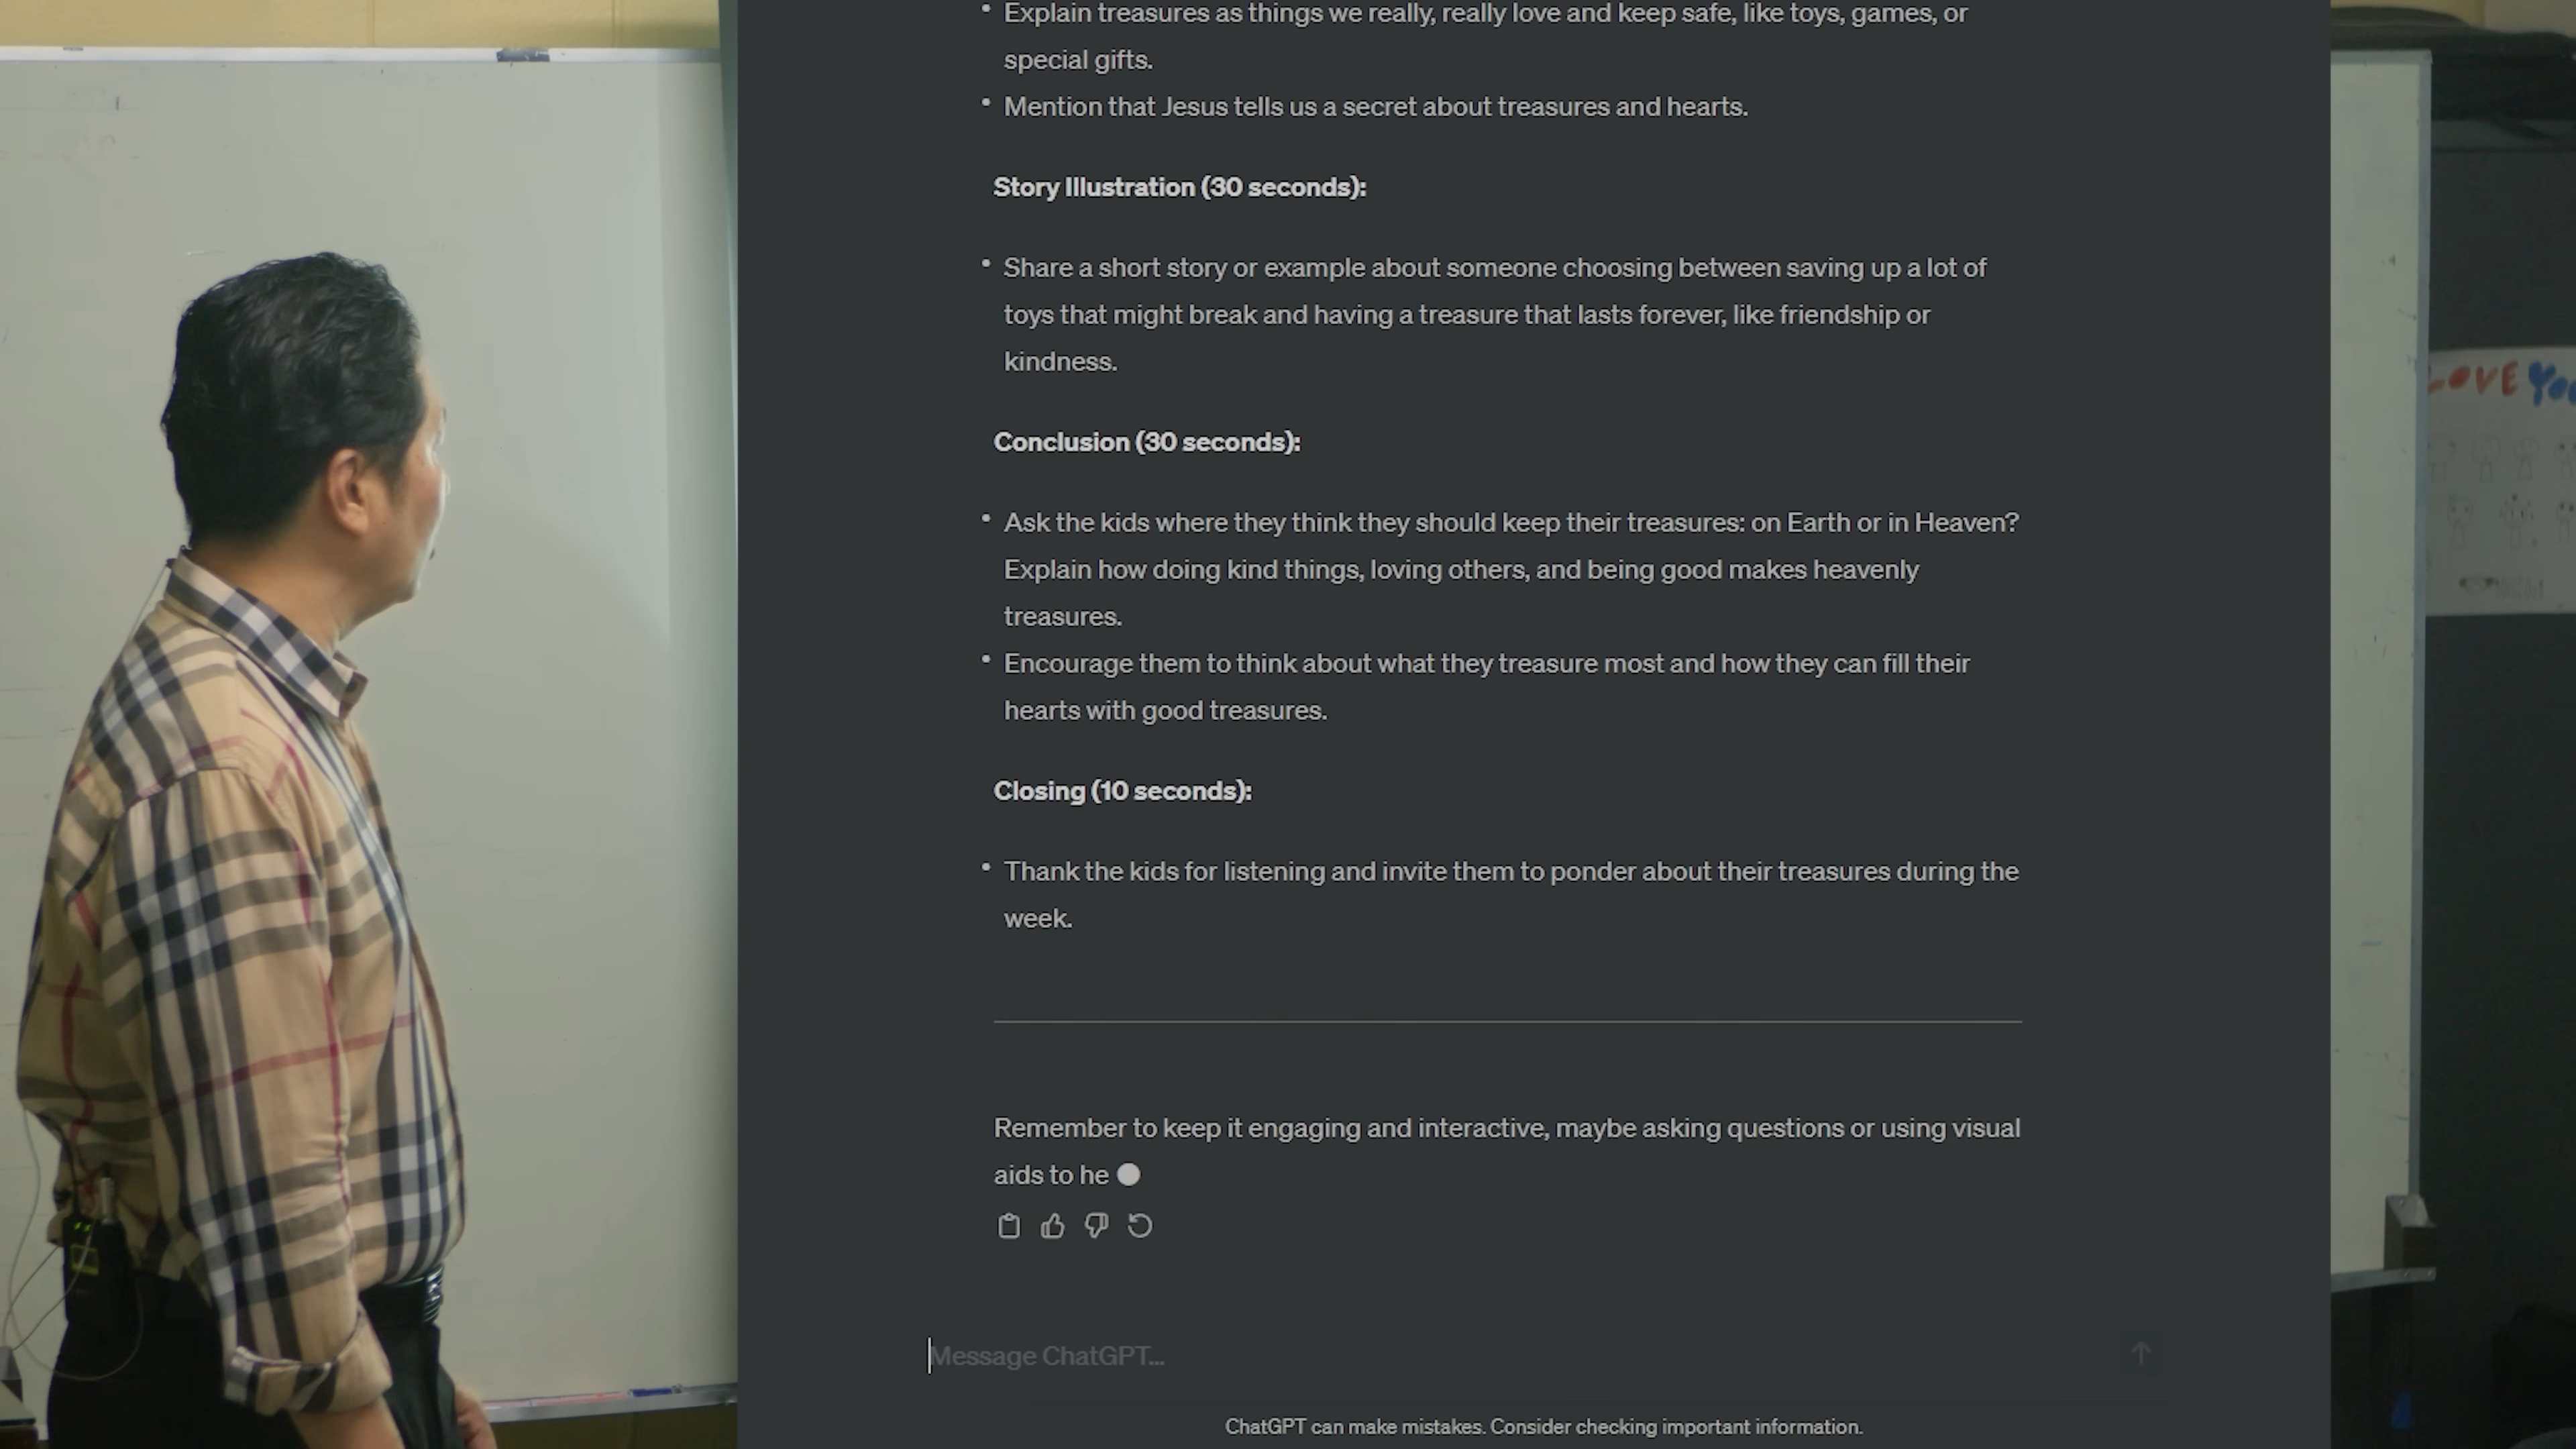 • Explain treasures as things we really, really love and keep safe, like toys, games, or
special gifts.
• Mention that Jesus tells us a secret about treasures and hearts.
Story Illustration (30 seconds):
• Share a short story or example about someone choosing between saving up a lot of
toys that might break and having a treasure that lasts forever, like friendship or
kindness.
Conclusion (30 seconds):
• Ask the kids where they think they should keep their treasures: on Earth or in Heaven?
Explain how doing kind things, loving others, and being good makes heavenly
treasures.
• Encourage them to think about what they treasure most and how they can fill their
hearts with good treasures.
Closing (10 seconds):
• Thank the kids for listening and invite them to ponder about their treasures during the
week.
Remember to keep it engaging and interactive, maybe asking questions or using visual
aids to he
Message ChatGPT...
ChatGPT can make mistakes. Consider checking important information.
LOVE YOU